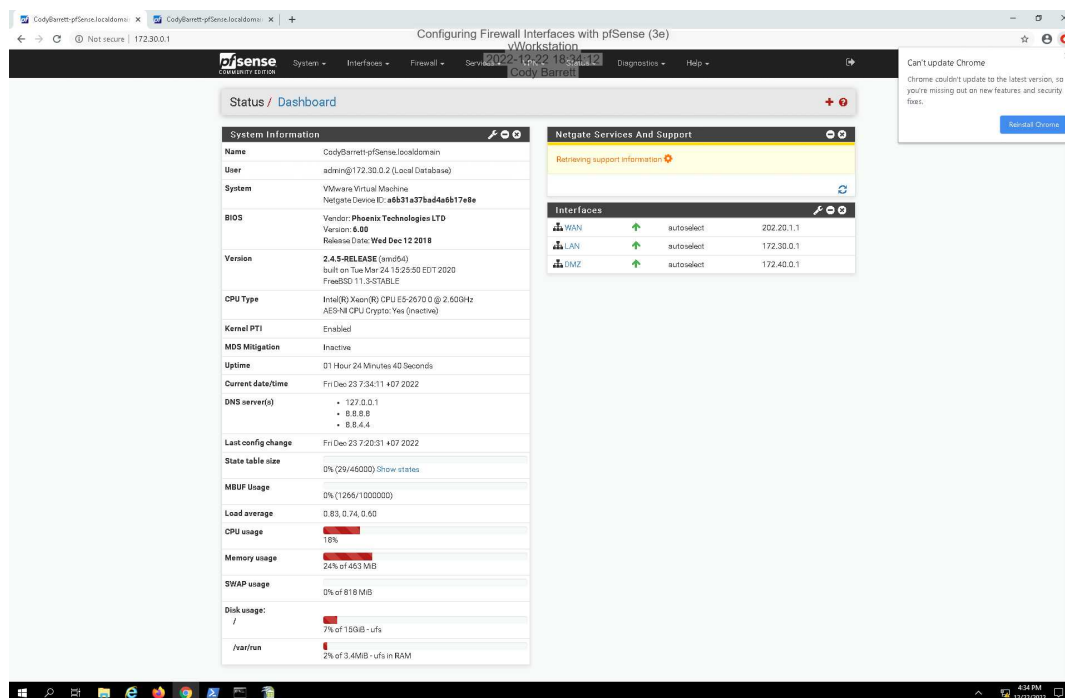 CodyBarrett-pfSense.localdomai
CodyBarrett-pfSense.localdomai
Not secure | 172.30.0.1
Configuring Firewall Interfaces with pfSense (3e)
vWorkstation
2022-12-22 18:34:12
Cody Barrett
pfsense
COMMUNITY EDITION
System
Interfaces
Firewall
Services
VPN
Status
Diagnostics
Help
Can't update Chrome
Chrome couldn't update to the latest version, so
you're missing out on new features and security
fixes.
Reinstall Chrome
Status / Dashboard
System Information
Name CodyBarrett-pfSense.localdomain
User admin@172.30.0.2 (Local Database)
System VMware Virtual Machine
Netgate Device ID: a6b31a37bad4a6b17e8e
BIOS Vendor: Phoenix Technologies LTD
Version: 6.00
Release Date: Wed Dec 12 2018
Version 2.4.5-RELEASE (amd64)
built on Tue Mar 24 15:25:50 EDT 2020
FreeBSD 11.3-STABLE
CPU Type Intel(R) Xeon(R) CPU E5-2670 0 @ 2.60GHz
AES-NI CPU Crypto: Yes (inactive)
Kernel PTI Enabled
MDS Mitigation Inactive
Uptime 01 Hour 24 Minutes 40 Seconds
Current date/time Fri Dec 23 7:34:11 +07 2022
DNS server(s) • 127.0.0.1
• 8.8.8.8
• 8.8.4.4
Last config change Fri Dec 23 7:20:31 +07 2022
State table size
0% (29/46000) Show states
MBUF Usage
0% (1266/1000000)
Load average 0.83, 0.74, 0.60
CPU usage
18%
Memory usage
24% of 463 MiB
SWAP usage
0% of 818 MiB
Disk usage:
/
7% of 15GiB - ufs
/var/run
2% of 3.4MiB - ufs in RAM
Netgate Services And Support
Retrieving support information
Interfaces
WAN autoselect 202.20.1.1
LAN autoselect 172.30.0.1
DMZ autoselect 172.40.0.1
4:34 PM
12/22/2022